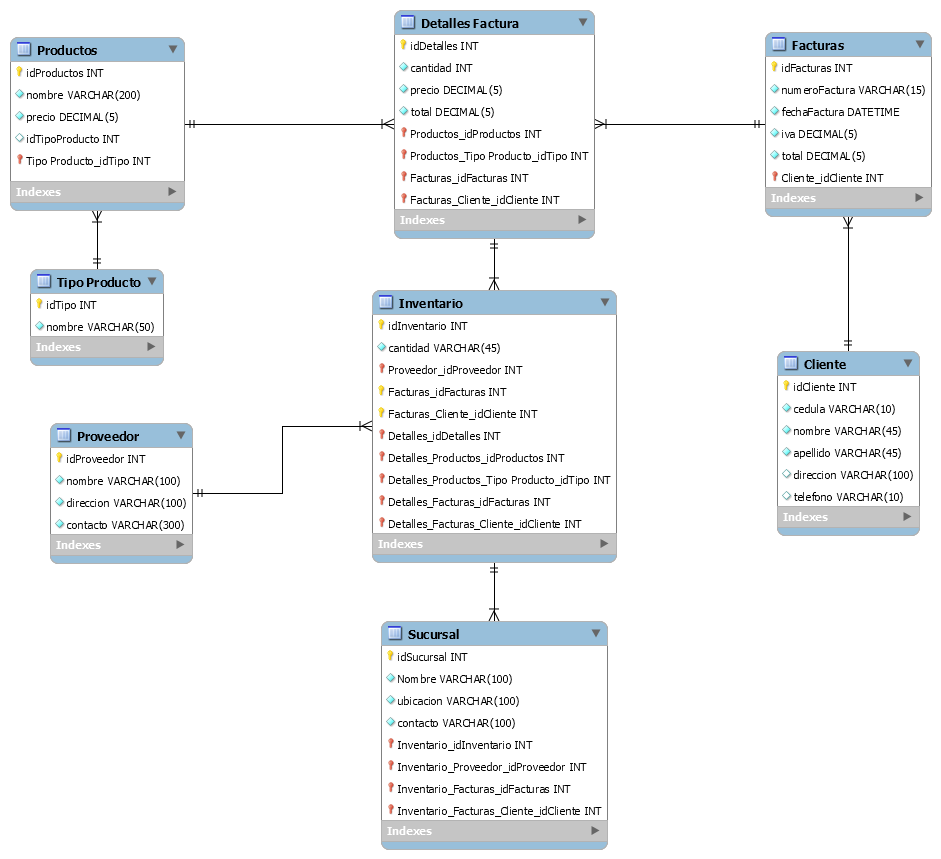 Productos
idProductos INT
nombre VARCHAR(200)
precio DECIMAL(5)
idTipoProducto INT
Tipo Producto_idTipo INT
Indexes
Detalles Factura
idDetalles INT
cantidad INT
precio DECIMAL(5)
total DECIMAL(5)
Productos_idProductos INT
Productos_Tipo Producto_idTipo INT
Facturas_idFacturas INT
Facturas_Cliente_idCliente INT
Indexes
Facturas
idFacturas INT
numeroFactura VARCHAR(15)
fechaFactura DATETIME
iva DECIMAL(5)
total DECIMAL(5)
Cliente_idCliente INT
Indexes
Tipo Producto
idTipo INT
nombre VARCHAR(50)
Indexes
Inventario
idInventario INT
cantidad VARCHAR(45)
Proveedor_idProveedor INT
Facturas_idFacturas INT
Facturas_Cliente_idCliente INT
Detalles_idDetalles INT
Detalles_Productos_idProductos INT
Detalles_Productos_Tipo Producto_idTipo INT
Detalles_Facturas_idFacturas INT
Detalles_Facturas_Cliente_idCliente INT
Indexes
Cliente
idCliente INT
cedula VARCHAR(10)
nombre VARCHAR(45)
apellido VARCHAR(45)
direccion VARCHAR(100)
telefono VARCHAR(10)
Indexes
Proveedor
idProveedor INT
nombre VARCHAR(100)
direccion VARCHAR(100)
contacto VARCHAR(300)
Indexes
Sucursal
idSucursal INT
Nombre VARCHAR(100)
ubicacion VARCHAR(100)
contacto VARCHAR(100)
Inventario_idInventario INT
Inventario_Proveedor_idProveedor INT
Inventario_Facturas_idFacturas INT
Inventario_Facturas_Cliente_idCliente INT
Indexes